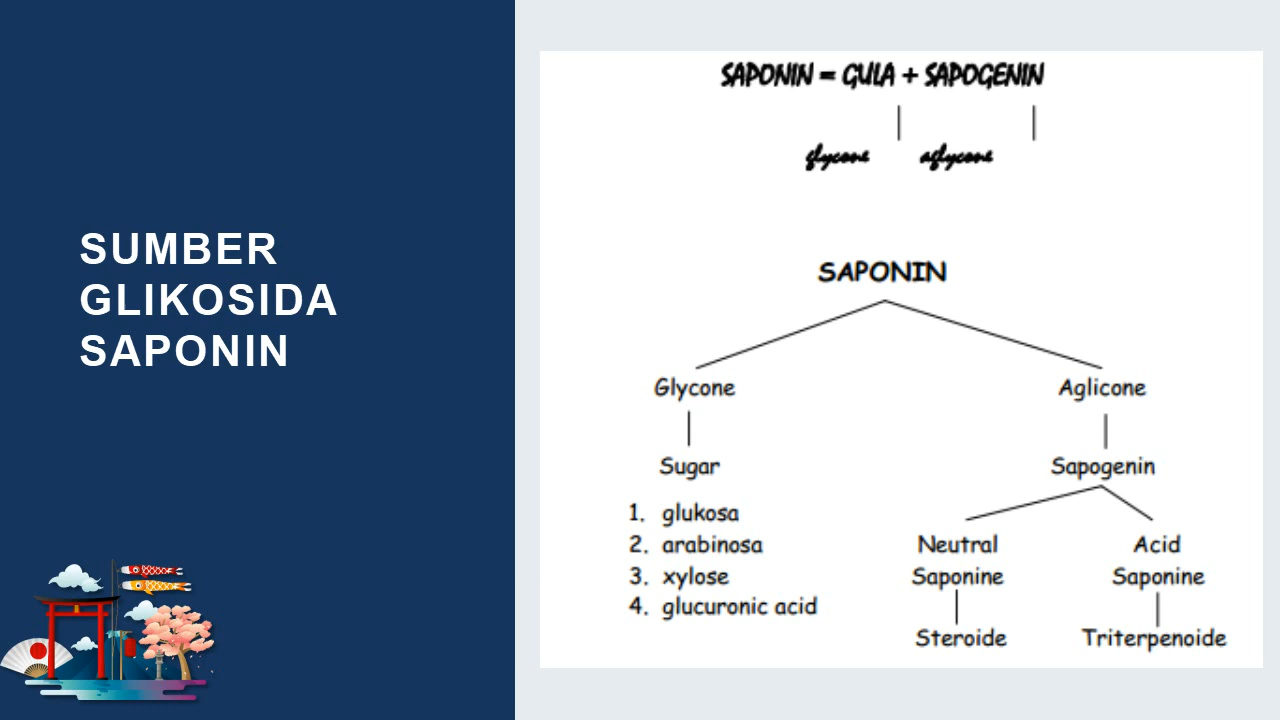 SUMBER
GLIKOSIDA
SAPONIN
SAPONIN = GULA + SAPOGENIN
glycone aglycone
SAPONIN
Glycone Aglicone
Sugar Sapogenin
1. glukosa
2. arabinosa
3. xylose
4. glucuronic acid
Neutral Acid
Saponine Saponine
Steroide Triterpenoide